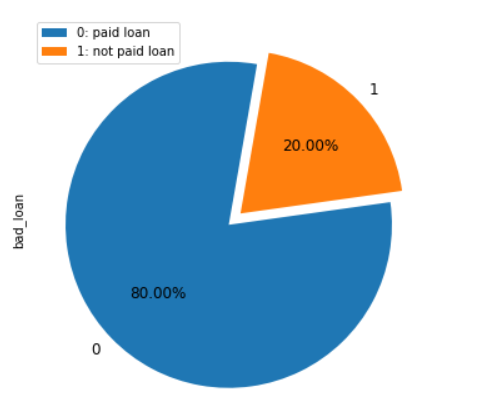 0: paid loan
1: not paid loan
1
20.00%
bad_loan
80.00%
0